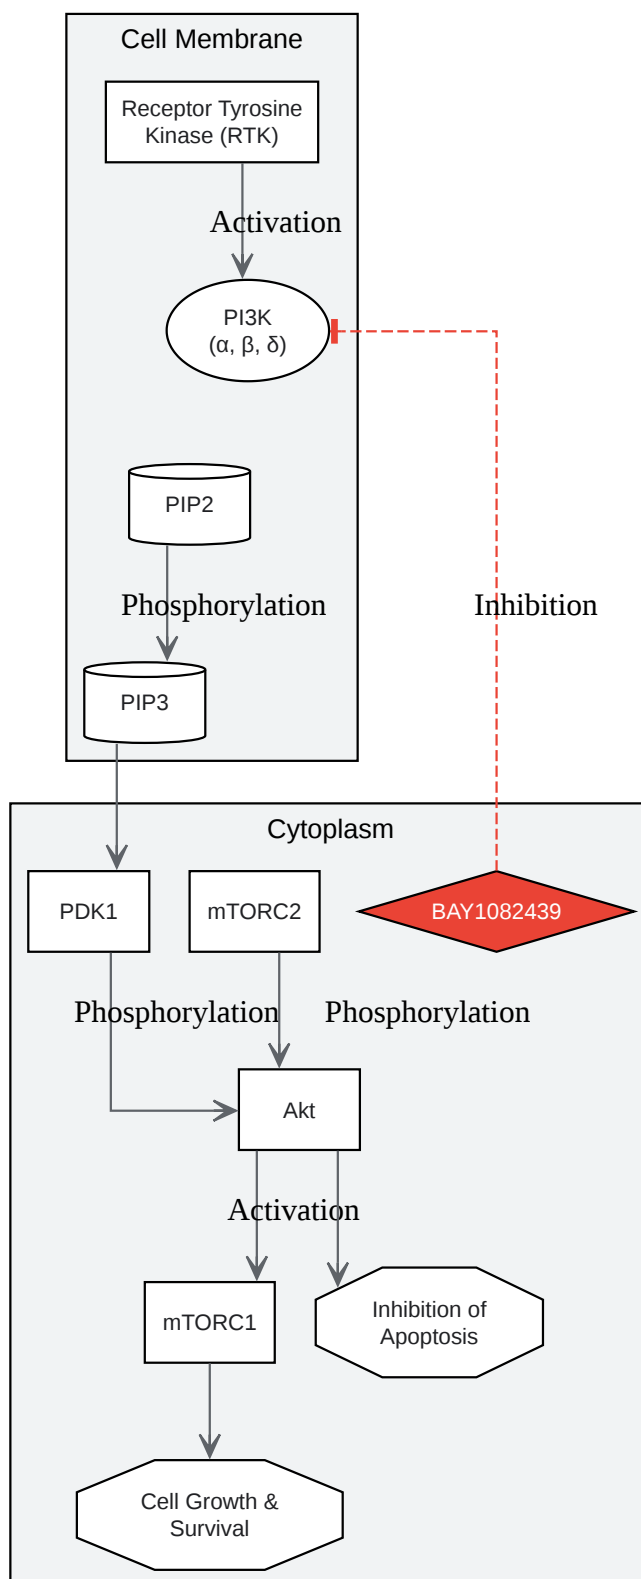 Cell Membrane
Receptor Tyrosine
Kinase (RTK)
Activation
PI3K
(α, β, δ)
PIP2
Phosphorylation
Inhibition
PIP3
Cytoplasm
PDK1
mTORC2
BAY1082439
Phosphorylation
Phosphorylation
Akt
Activation
mTORC1
Inhibition of
Apoptosis
Cell Growth &
Survival